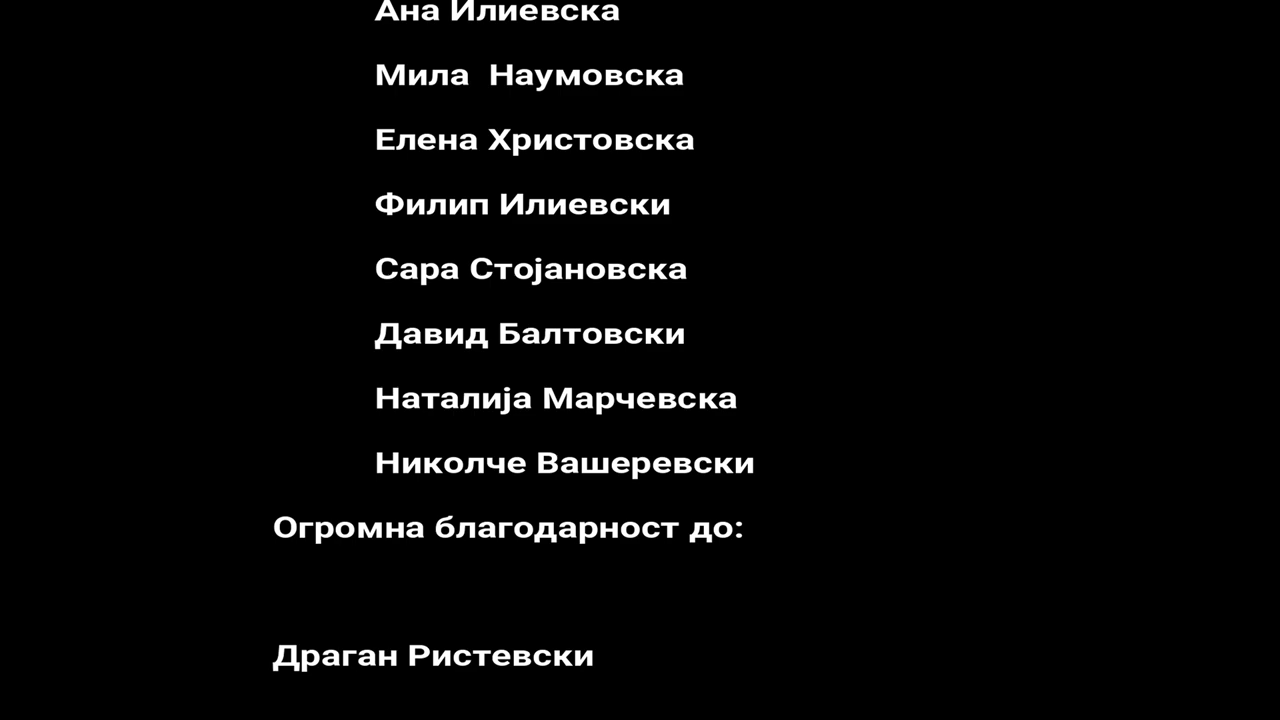 Ана Илиевска
Мила  Наумовска
Елена Христовска
Филип Илиевски
Сара Стојановска
Давид Балтовски
Наталија Марчевска
Николче Вашеревски
Огромна благодарност до:
Драган Ристевски